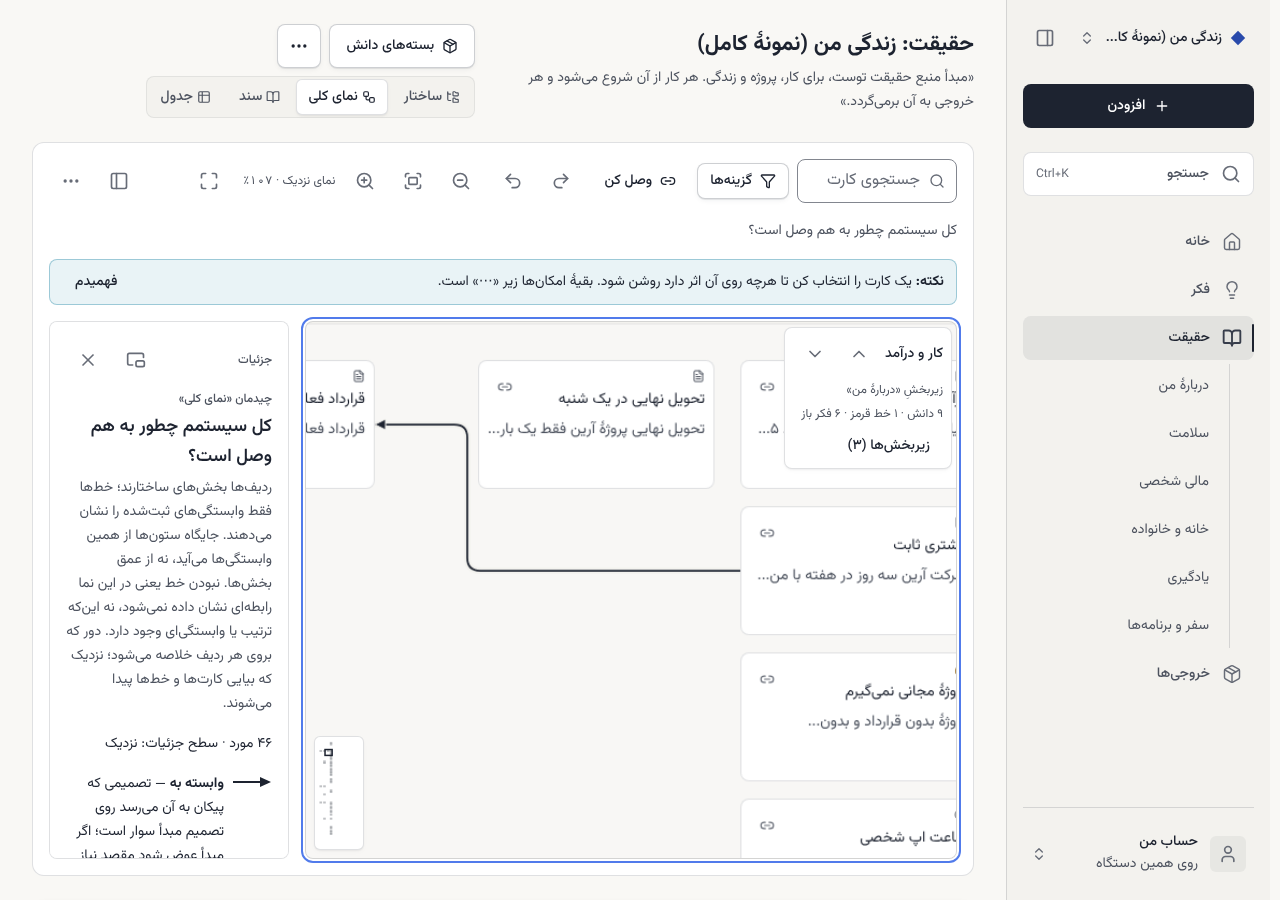 زندگی من (نمونهٔ کا...
افزودن
جستجو
Ctrl+K
خانه
فکر
حقیقت
دربارهٔ من
سلامت
مالی شخصی
خانه و خانواده
یادگیری
سفر و برنامه‌ها
خروجی‌ها
حساب من
روی همین دستگاه
حقیقت: زندگی من (نمونهٔ کامل)
«مبدأ منبع حقیقت توست، برای کار، پروژه و زندگی. هر کار از آن شروع می‌شود و هر
خروجی به آن برمی‌گردد.»
بسته‌های دانش
ساختار
نمای کلی
سند
جدول
جستجوی کارت
گزینه‌ها
وصل کن
نمای نزدیک · ۱۰۷٪
کل سیستمم چطور به هم وصل است؟
نکته: یک کارت را انتخاب کن تا هرچه روی آن اثر دارد روشن شود. بقیهٔ امکان‌ها زیر «···» است.
فهمیدم
کار و درآمد
زیربخشِ «دربارهٔ من»
۹ دانش · ۱ خط قرمز · ۶ فکر باز
زیربخش‌ها (۳)
۵...
تحویل نهایی در یک شنبه
تحویل نهایی پروژهٔ آرین فقط یک بار...
قرارداد فعا
قرارداد فعا
شتری ثابت
رکت آرین سه روز در هفته با من...
وژهٔ مجانی نمی‌گیرم
وژهٔ بدون قرارداد و بدون...
اعت اپ شخصی
جزئیات
چیدمان «نمای کلی»
کل سیستمم چطور به هم
وصل است؟
ردیف‌ها بخش‌های ساختارند؛ خط‌ها
فقط وابستگی‌های ثبت‌شده را نشان
می‌دهند. جایگاه ستون‌ها از همین
وابستگی‌ها می‌آید، نه از عمق
بخش‌ها. نبودن خط یعنی در این نما
رابطه‌ای نشان داده نمی‌شود، نه این‌که
ترتیب یا وابستگی‌ای وجود دارد. دور که
بروی هر ردیف خلاصه می‌شود؛ نزدیک
که بیایی کارت‌ها و خط‌ها پیدا
می‌شوند.
۴۶ مورد · سطح جزئیات: نزدیک
وابسته به — تصمیمی که
پیکان به آن می‌رسد روی
تصمیم مبدأ سوار است؛ اگر
مبدأ عوض شود مقصد نیاز